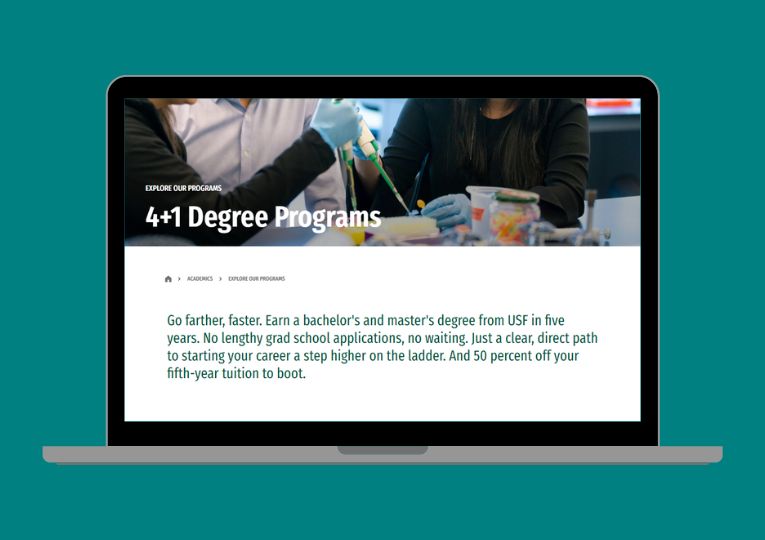 EXPLORE OUR PROGRAMS
4+1 Degree Programs
ACADEMICS
EXPLORE OUR PROGRAMS
Go farther, faster. Earn a bachelor's and master's degree from USF in five
years. No lengthy grad school applications, no waiting. Just a clear, direct path
to starting your career a step higher on the ladder. And 50 percent off your
fifth-year tuition to boot.